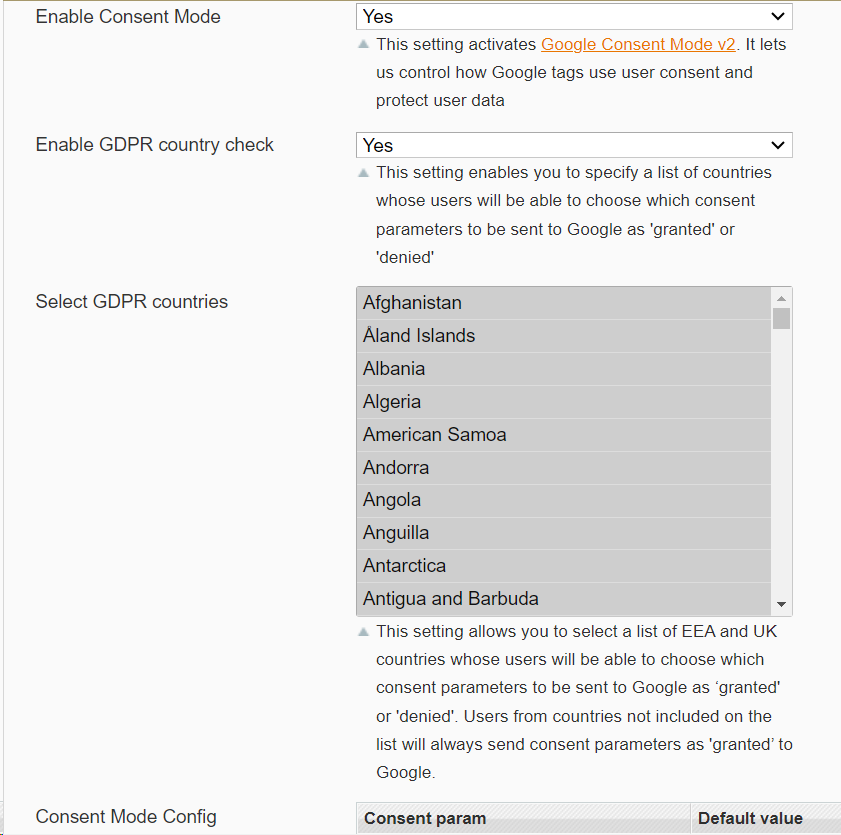 Enable Consent Mode
Yes
This setting activates Google Consent Mode v2. It lets
us control how Google tags use user consent and
protect user data
Enable GDPR country check
Yes
This setting enables you to specify a list of countries
whose users will be able to choose which consent
parameters to be sent to Google as 'granted' or
'denied'
Select GDPR countries
Afghanistan
Åland Islands
Albania
Algeria
American Samoa
Andorra
Angola
Anguilla
Antarctica
Antigua and Barbuda
This setting allows you to select a list of EEA and UK
countries whose users will be able to choose which
consent parameters to be sent to Google as ‘granted'
or 'denied'. Users from countries not included on the
list will always send consent parameters as 'granted’ to
Google.
Consent Mode Config
Consent param
Default value